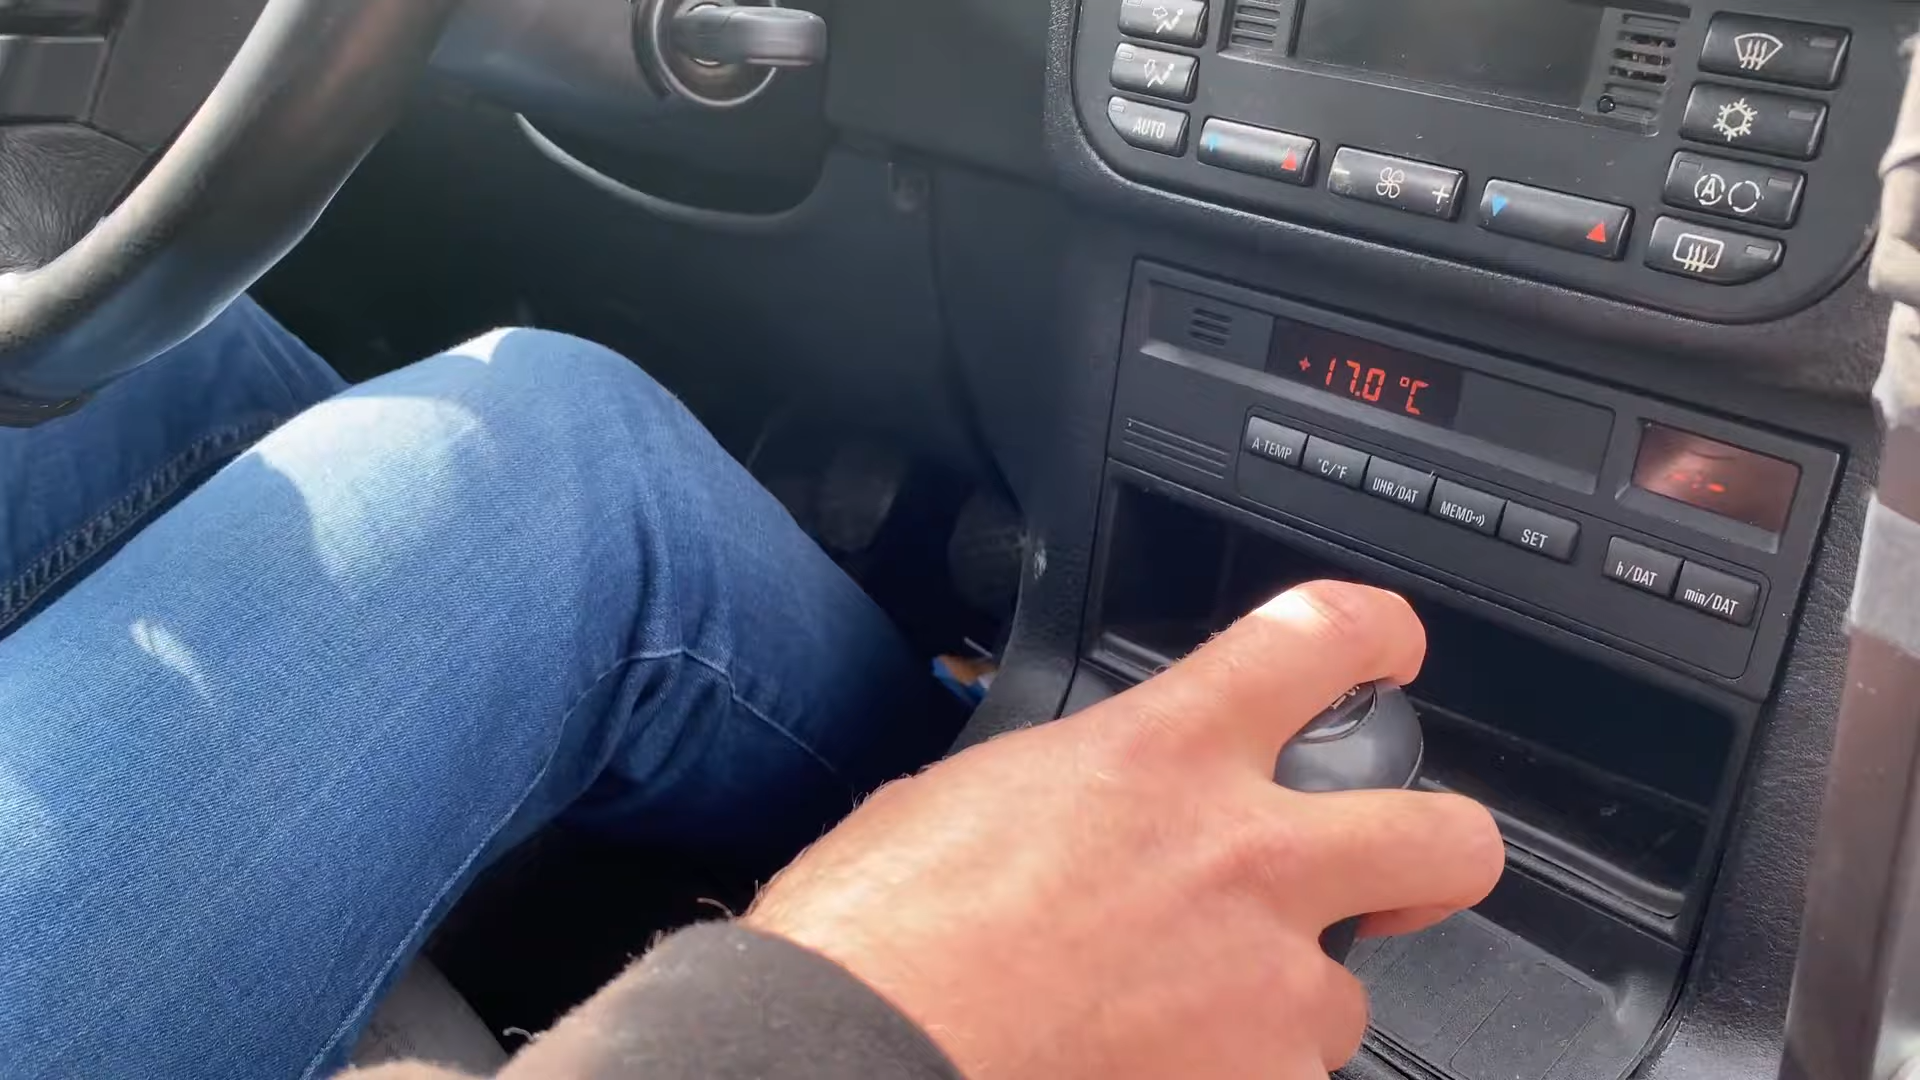 AUTO
+17.0 °C
A-TEMP
°C/°F
UHR/DAT
MEMO
SET
h/DAT
min/DAT